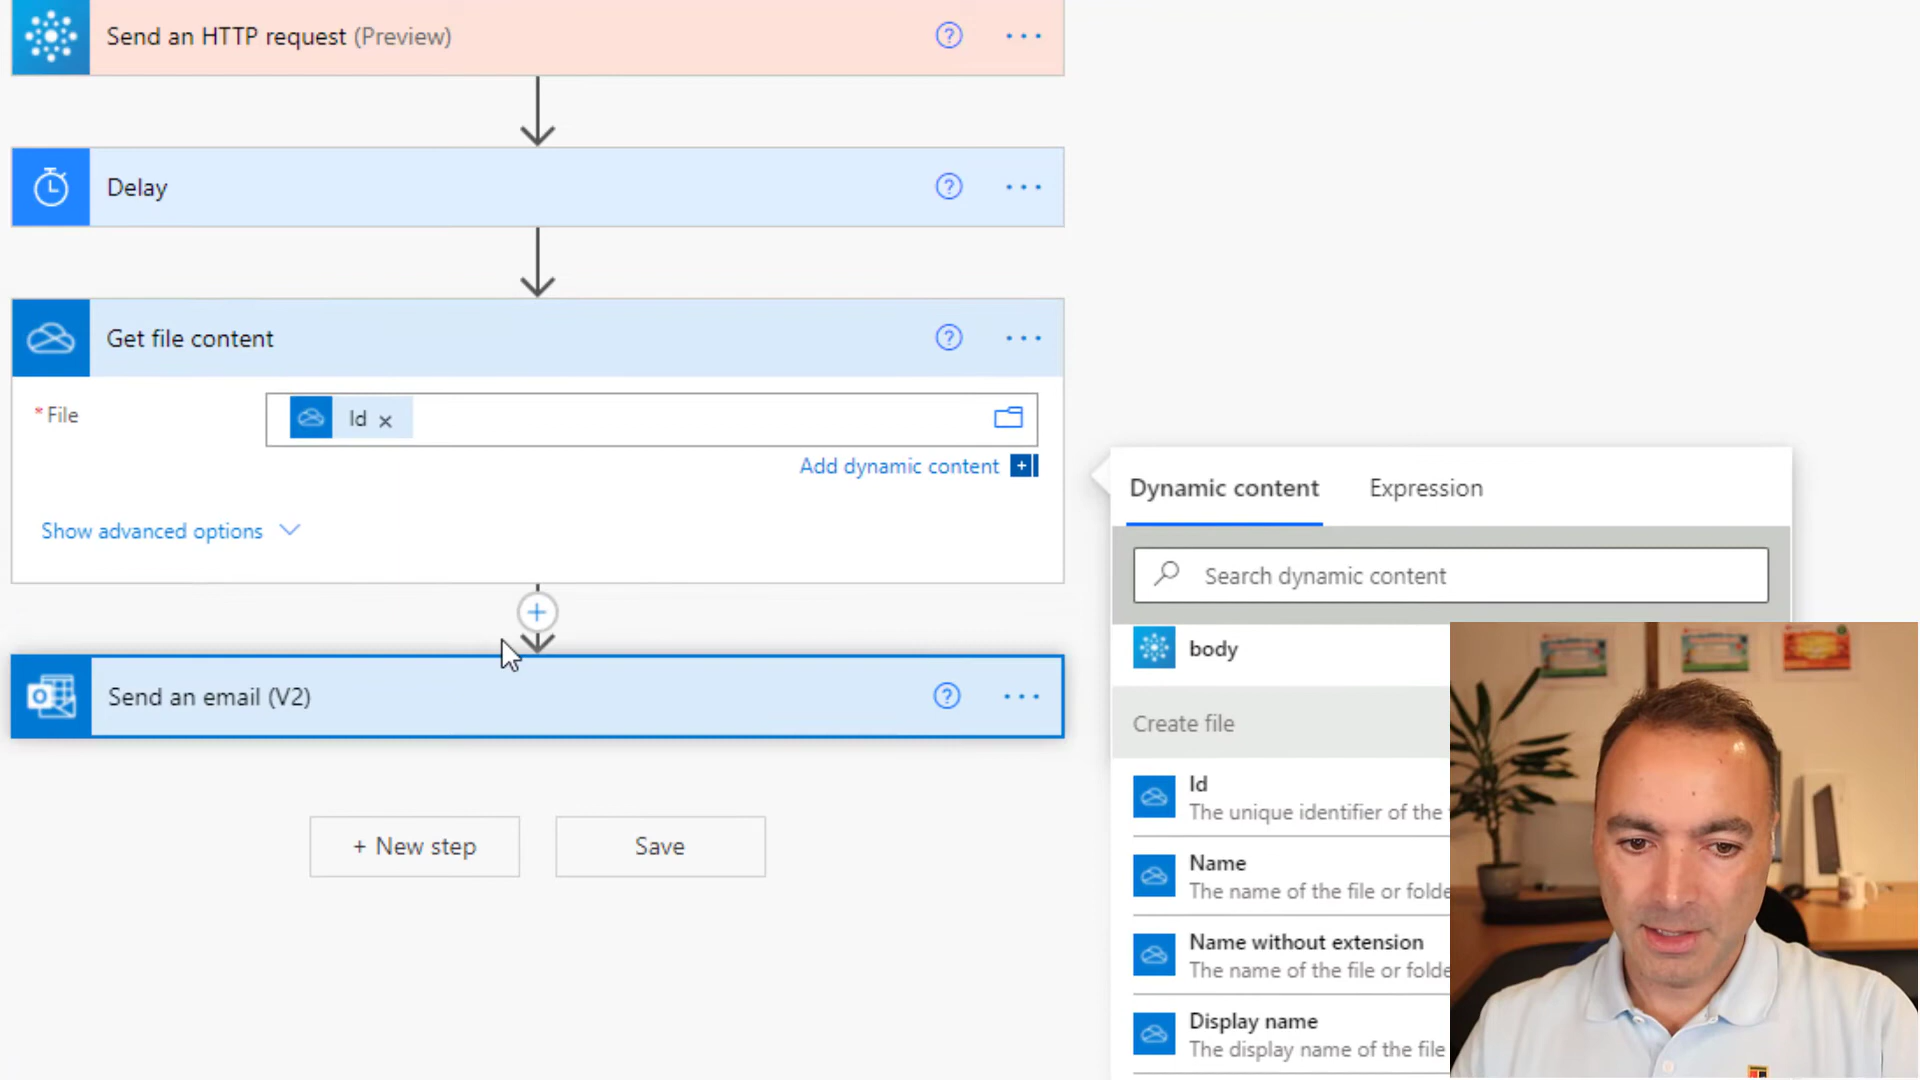 Send an HTTP request (Preview)
Delay
Get file content
* File
Id ×
Add dynamic content
Show advanced options
Send an email (V2)
+ New step
Save
Dynamic content
Expression
Search dynamic content
body
Create file
Id
The unique identifier of the
Name
The name of the file or folde
Name without extension
The name of the file or folde
Display name
The display name of the file